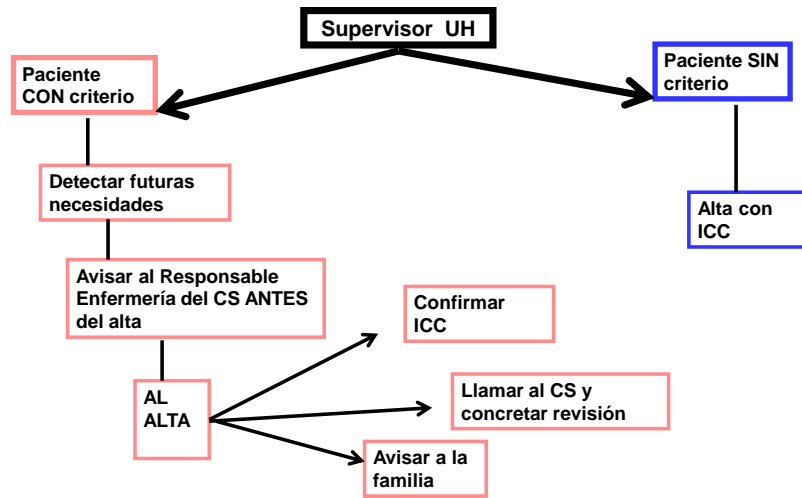 Supervisor UH
Paciente
CON criterio
Paciente SIN
criterio
Detectar futuras
necesidades
Alta con
ICC
Avisar al Responsable
Enfermería del CS ANTES
del alta
Confirmar
ICC
AL
ALTA
Llamar al CS y
concretar revisión
Avisar a la
familia